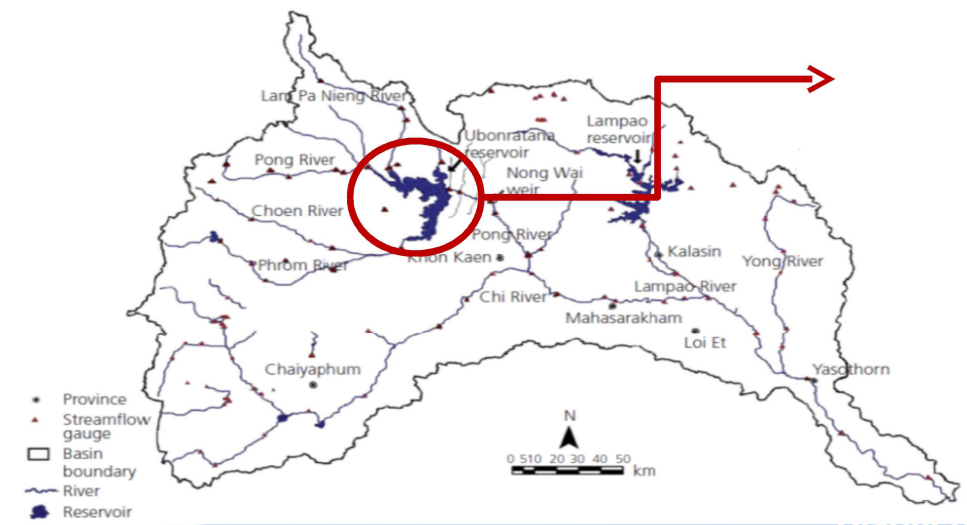 Lam Pa Nieng River
Ubonratana
reservoir
Lampao
reservoir
Pong River
Nong Wai
weir
Choen River
Pong River
Phrom River
Khon Kaen
Kalasin
Yong River
Chi River
Lampao River
Mahasarakham
Loi Et
Chaiyaphum
Yasothorn
Province
Streamflow
gauge
Basin
boundary
River
Reservoir
N
0 510 20 30 40 50
km